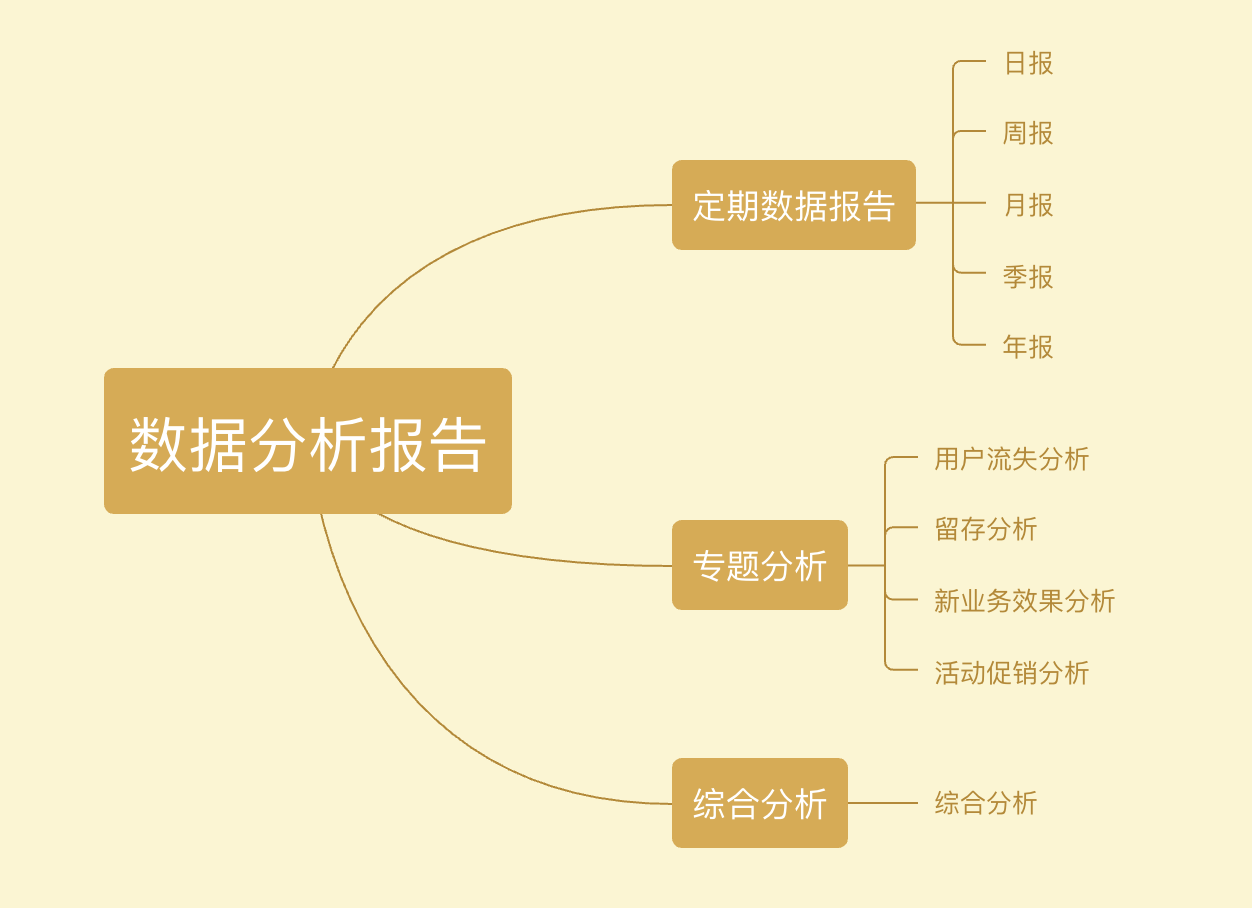 数据分析报告
定期数据报告
日报
周报
月报
季报
年报
专题分析
用户流失分析
留存分析
新业务效果分析
活动促销分析
综合分析
综合分析